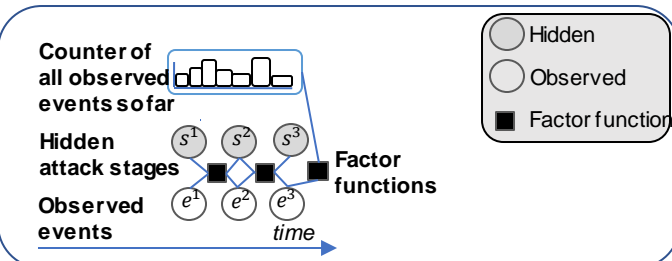 Counter of
all observed
events so far
Hidden
attack stages
s¹ s² s³
Factor
functions
Observed
events
e¹ e² e³
time
Hidden
Observed
Factor function